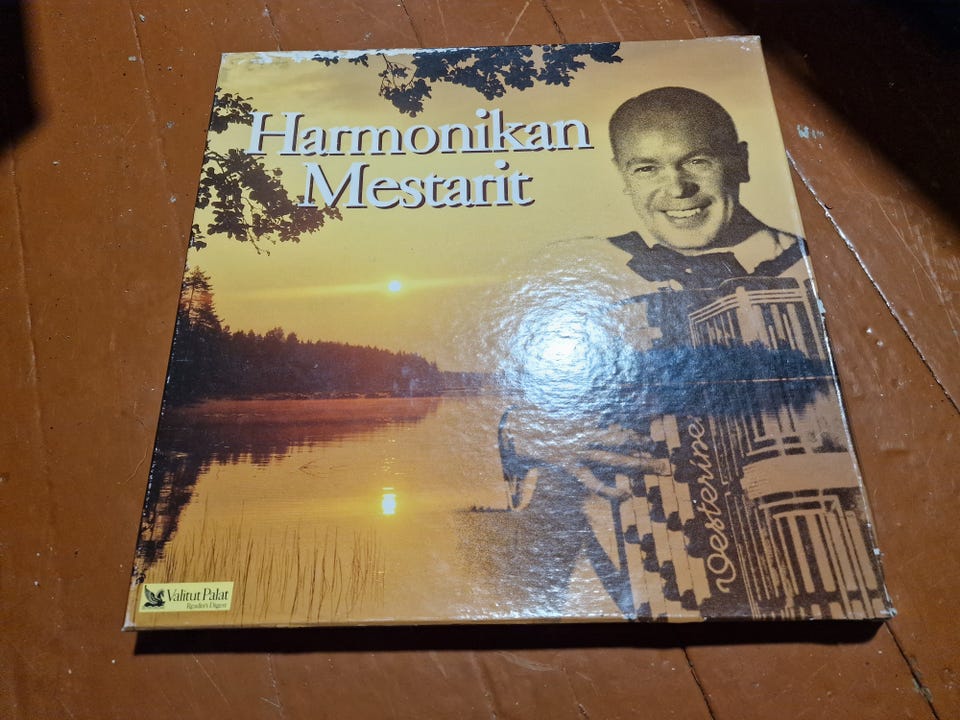 Harmonikan
Mestarit
Westerine
Valitut Palat
Reader's Digest